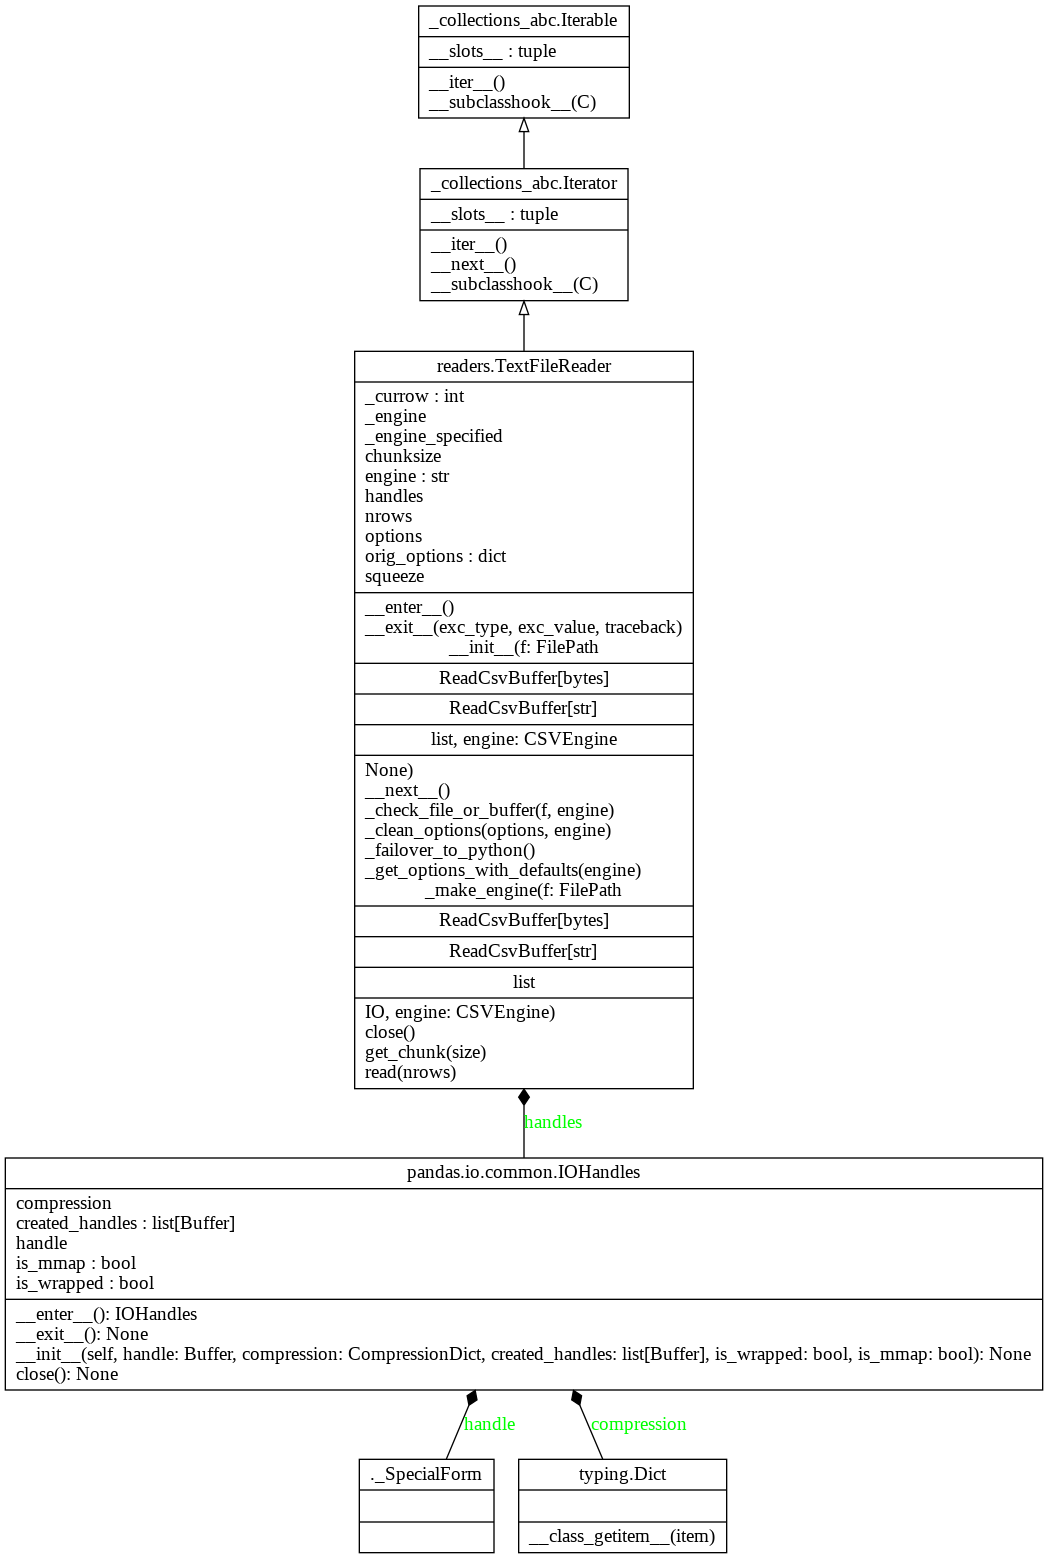 _collections_abc.Iterable
__slots__ : tuple
__iter__()
__subclasshook__(C)
_collections_abc.Iterator
__slots__ : tuple
__iter__()
__next__()
__subclasshook__(C)
readers.TextFileReader
_currow : int
_engine
_engine_specified
chunksize
engine : str
handles
nrows
options
orig_options : dict
squeeze
__enter__()
__exit__(exc_type, exc_value, traceback)
__init__(f: FilePath
ReadCsvBuffer[bytes]
ReadCsvBuffer[str]
list, engine: CSVEngine
None)
__next__()
_check_file_or_buffer(f, engine)
_clean_options(options, engine)
_failover_to_python()
_get_options_with_defaults(engine)
_make_engine(f: FilePath
ReadCsvBuffer[bytes]
ReadCsvBuffer[str]
list
IO, engine: CSVEngine)
close()
get_chunk(size)
read(nrows)
handles
pandas.io.common.IOHandles
compression
created_handles : list[Buffer]
handle
is_mmap : bool
is_wrapped : bool
__enter__(): IOHandles
__exit__(): None
__init__(self, handle: Buffer, compression: CompressionDict, created_handles: list[Buffer], is_wrapped: bool, is_mmap: bool): None
close(): None
handle
compression
._SpecialForm
typing.Dict
__class_getitem__(item)